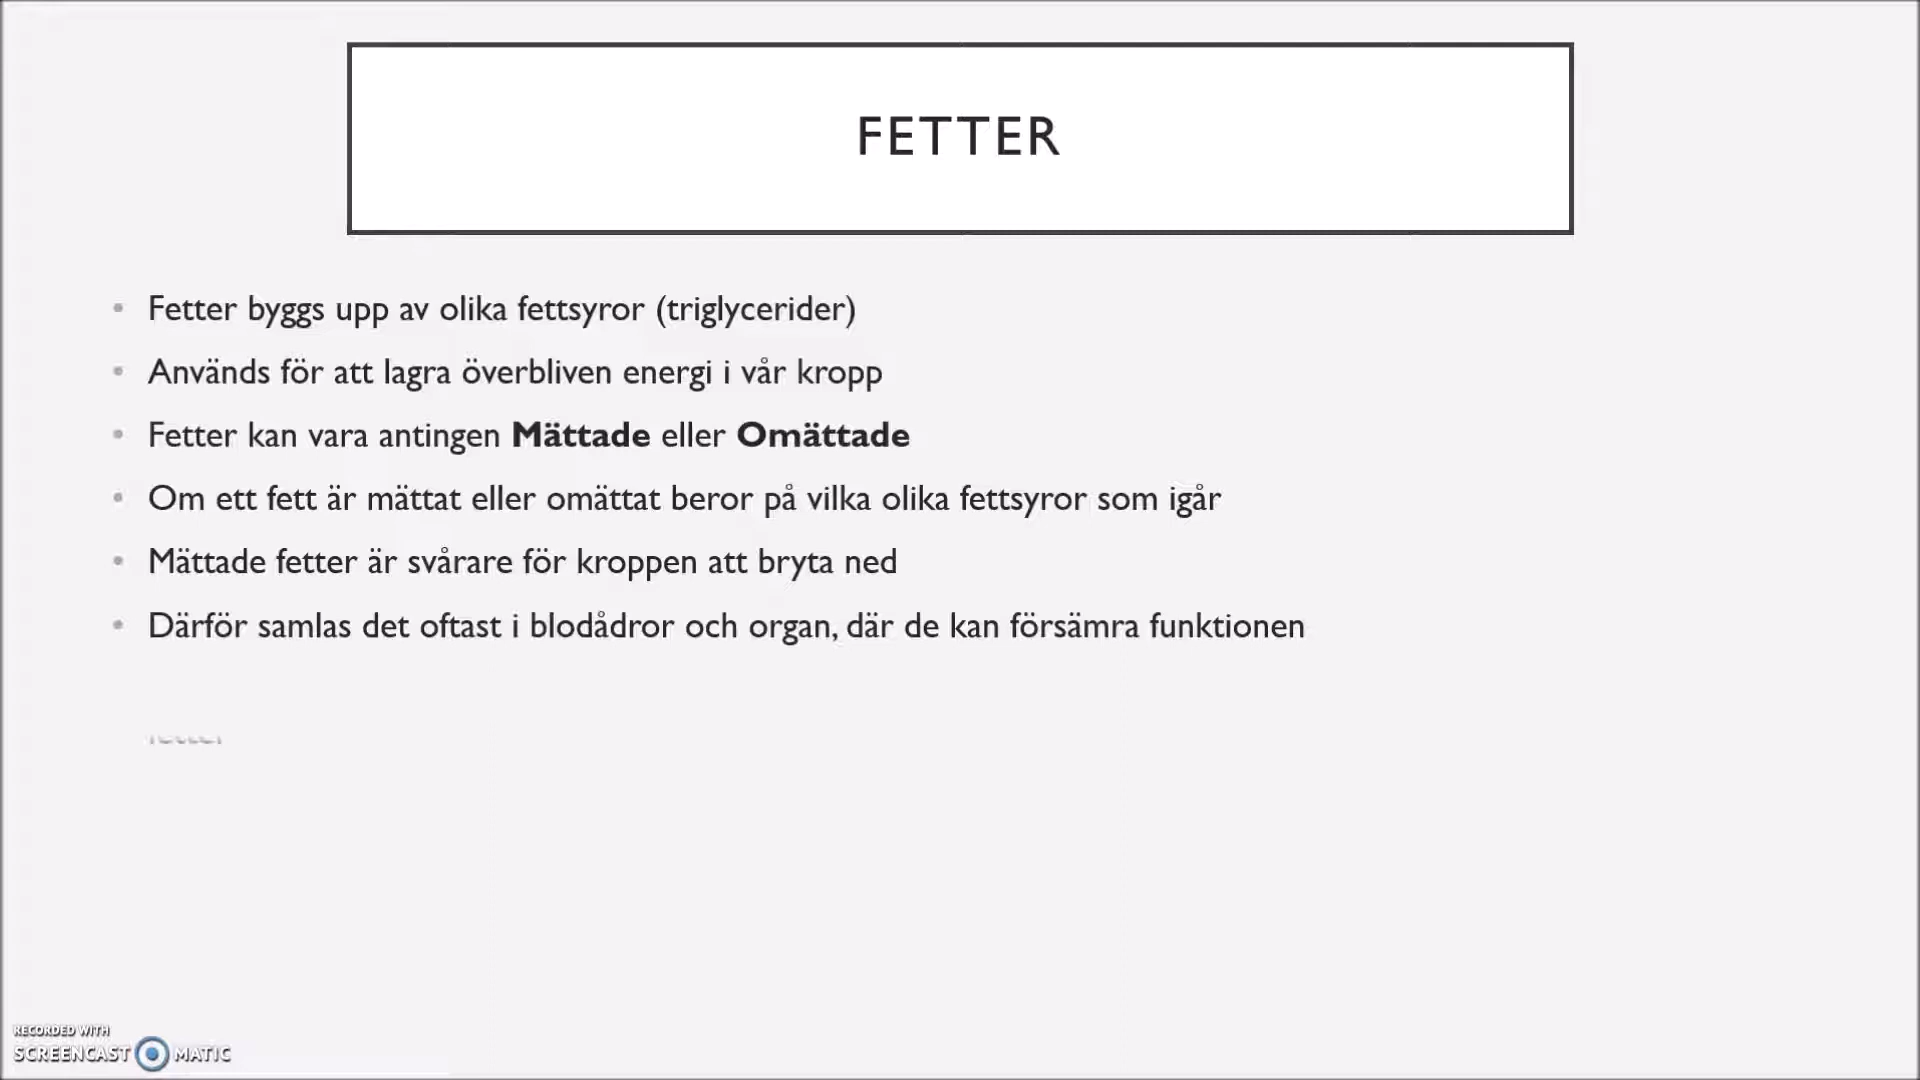 FETTER
• Fetter byggs upp av olika fettsyror (triglycerider)
• Används för att lagra överbliven energi i vår kropp
• Fetter kan vara antingen Mättade eller Omättade
• Om ett fett är mättat eller omättat beror på vilka olika fettsyror som igår
• Mättade fetter är svårare för kroppen att bryta ned
• Därför samlas det oftast i blodådror och organ, där de kan försämra funktionen
RECORDED WITH
SCREENCAST MATIC